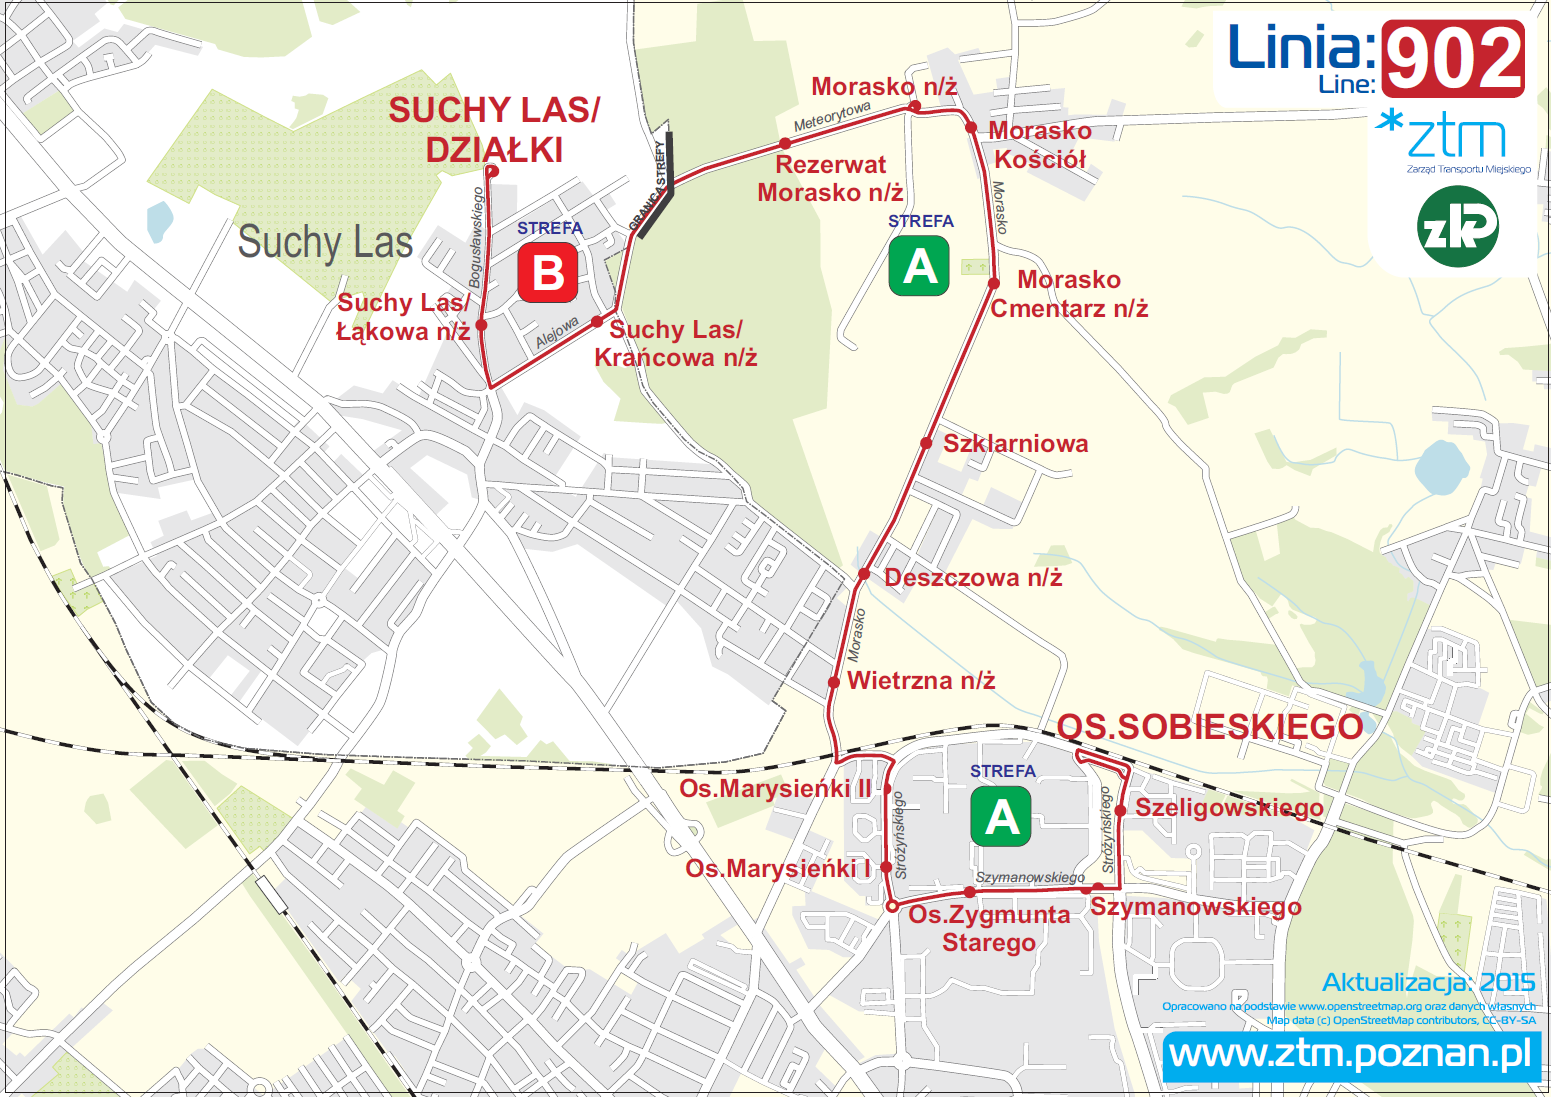 Linia: 902
Line:
ztm
Zarząd Transportu Miejskiego
zkP
SUCHY LAS/
DZIAŁKI
Suchy Las
Bogusławskiego
STREFA
B
Suchy Las/
Łąkowa n/ż
Alejowa
Suchy Las/
Krańcowa n/ż
GRANICA STREFY
Meteorytowa
Rezerwat
Morasko n/ż
Morasko n/ż
Morasko
Kościół
Morasko
STREFA
A
Morasko
Cmentarz n/ż
Szklarniowa
Deszczowa n/ż
Morasko
Wietrzna n/ż
OS.SOBIESKIEGO
STREFA
A
Os.Marysieńki II
Stróżyńskiego
Os.Marysieńki I
Stróżyńskiego
Szeligowskiego
Szymanowskiego
Os.Zygmunta
Starego
Szymanowskiego
Aktualizacja: 2015
Opracowano na podstawie www.openstreetmap.org oraz danych własnych
Map data (c) OpenStreetMap contributors, CC-BY-SA
www.ztm.poznan.pl